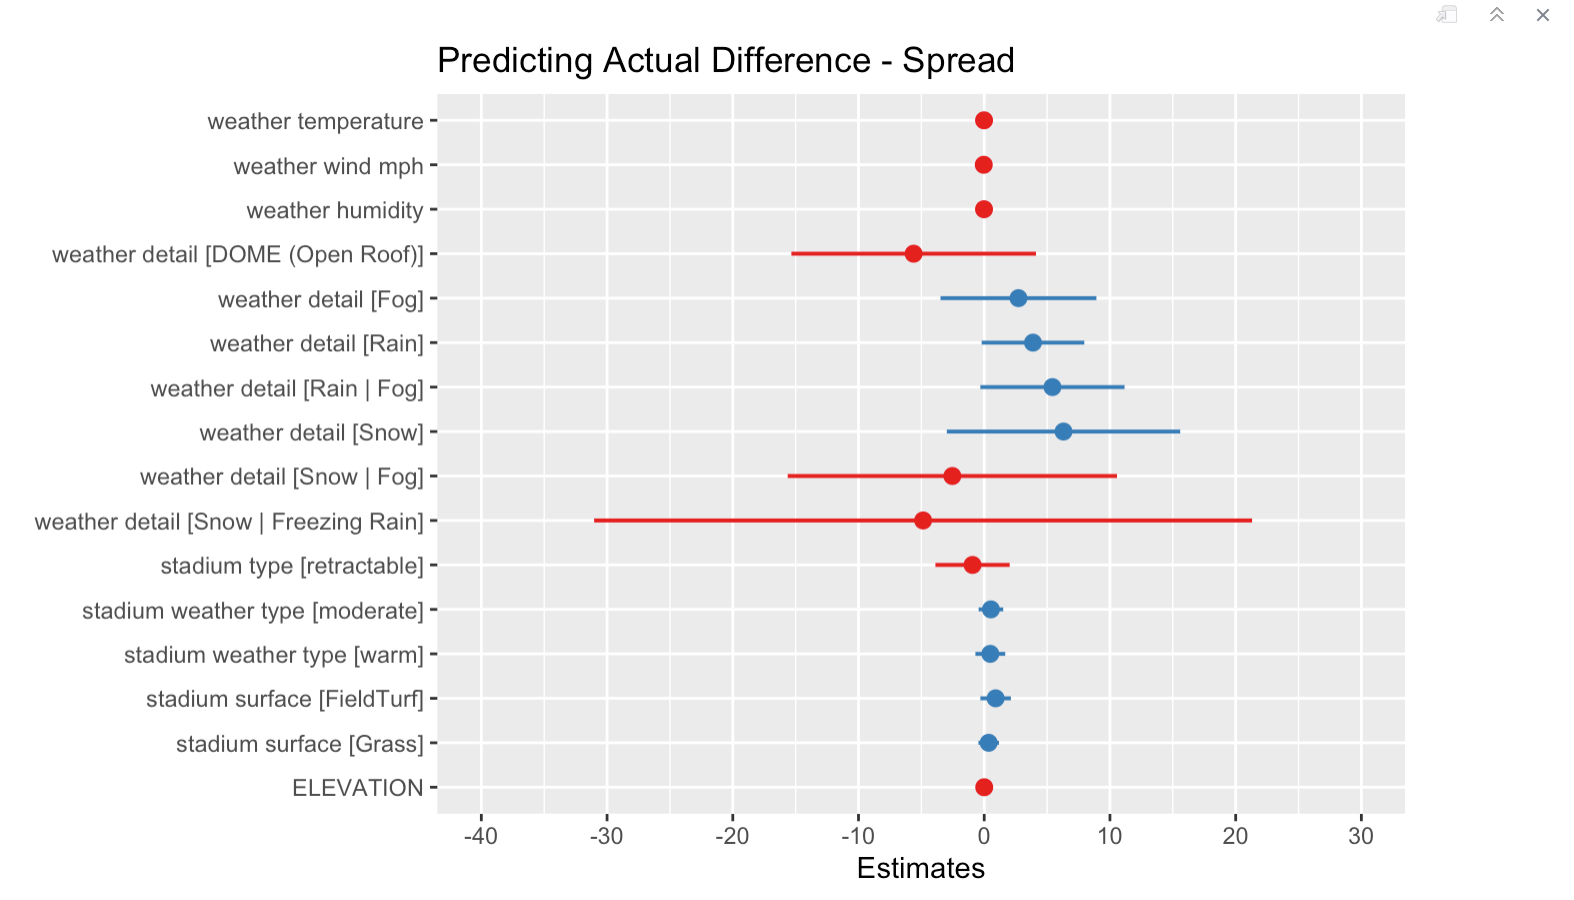 Predicting Actual Difference - Spread
weather temperature
weather wind mph
weather humidity
weather detail [DOME (Open Roof)]
weather detail [Fog]
weather detail [Rain]
weather detail [Rain | Fog]
weather detail [Snow]
weather detail [Snow | Fog]
weather detail [Snow | Freezing Rain]
stadium type [retractable]
stadium weather type [moderate]
stadium weather type [warm]
stadium surface [FieldTurf]
stadium surface [Grass]
ELEVATION
-40 -30 -20 -10 0 10 20 30
Estimates